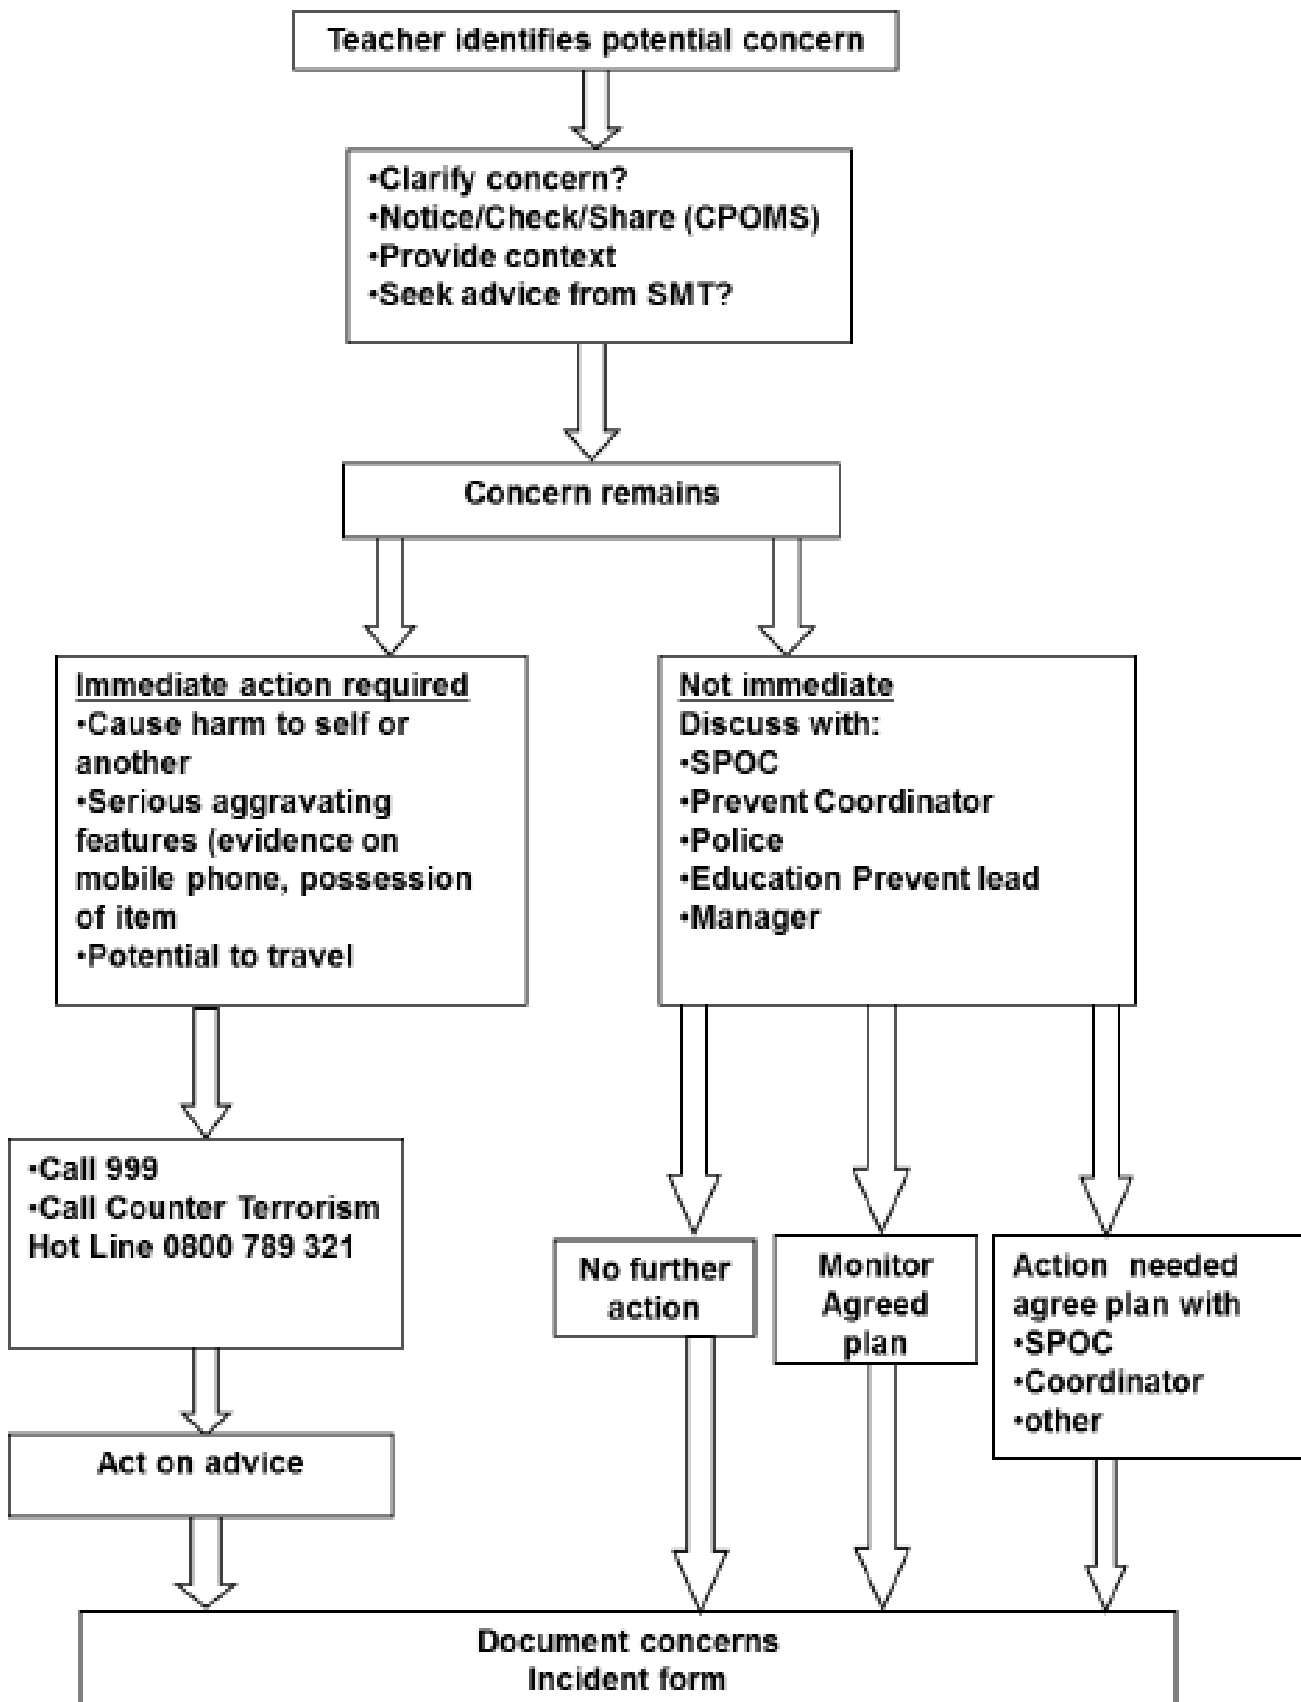 Teacher identifies potential concern
•Clarify concern?
•Notice/Check/Share (CPOMS)
•Provide context
•Seek advice from SMT?
Concern remains
Immediate action required
•Cause harm to self or
another
•Serious aggravating
features (evidence on
mobile phone, possession
of item
•Potential to travel
Not immediate
Discuss with:
•SPOC
•Prevent Coordinator
•Police
•Education Prevent lead
•Manager
•Call 999
•Call Counter Terrorism
Hot Line 0800 789 321
No further
action
Monitor
Agreed
plan
Action needed
agree plan with
•SPOC
•Coordinator
•other
Act on advice
Document concerns
Incident form